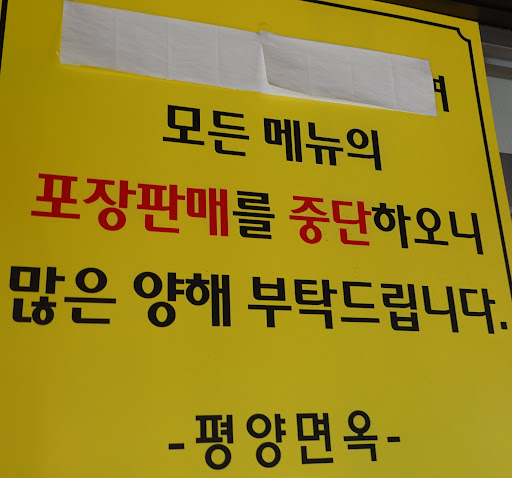 모든 메뉴의
포장판매를 중단하오니
많은 양해 부탁드립니다.
-평양면옥-